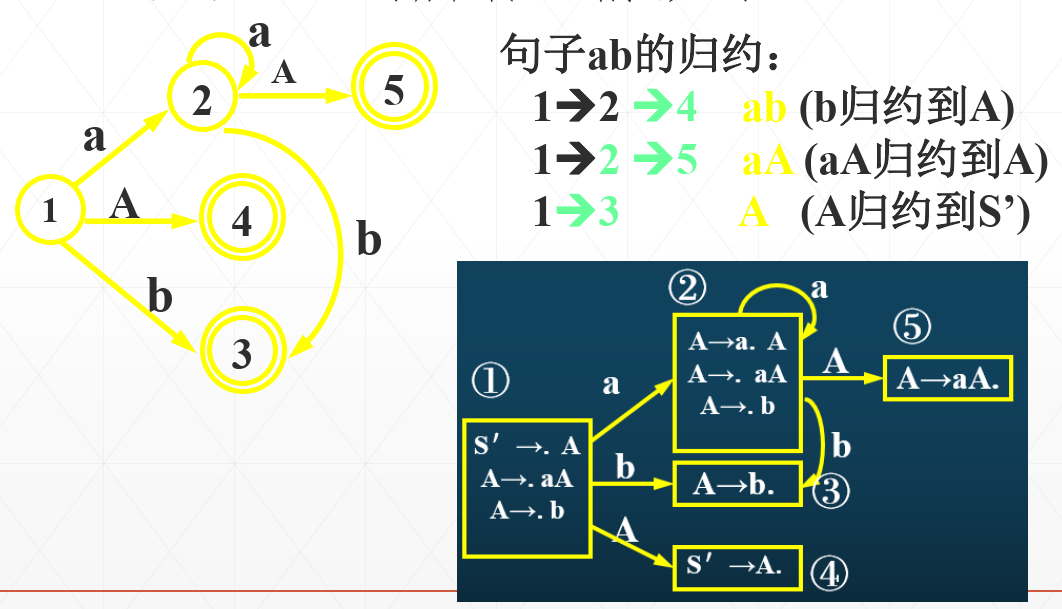 a
A
2
5
a
1
A
4
b
b
3
句子ab的归约：
1➔2 ➔4 ab (b归约到A)
1➔2 ➔5 aA (aA归约到A)
1➔3 A (A归约到S’)
②
a
⑤
A→a. A
A→. aA
A→. b
A
A→aA.
①
a
S′ →. A
A→. aA
A→. b
b
b
A→b.
③
A
S′ →A.
④